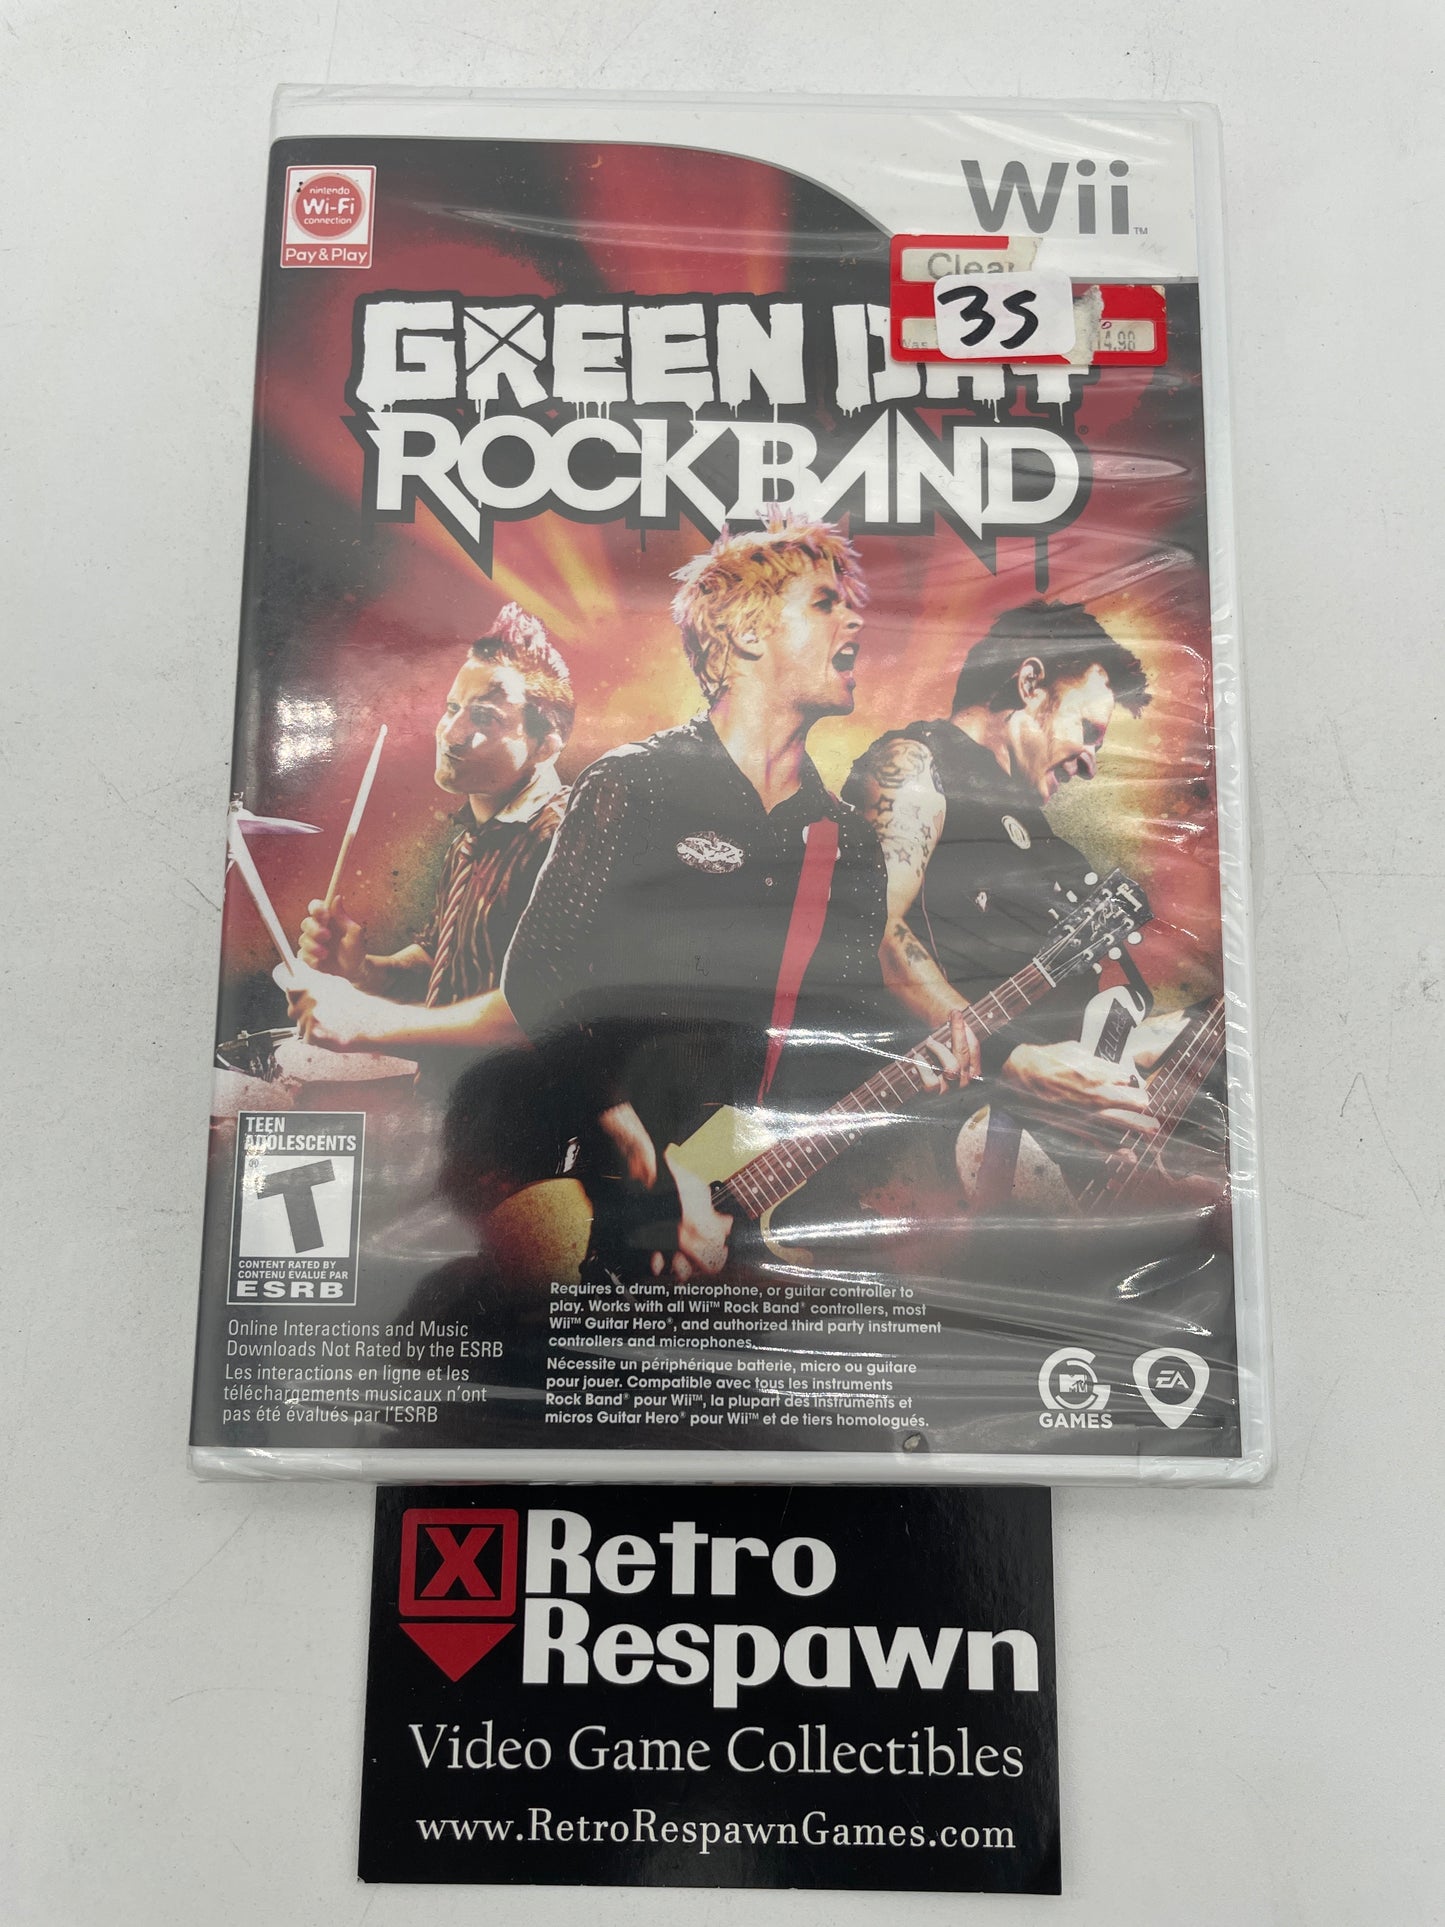 nintendo
Wi-Fi
connection
Pay & Play
Wii™
35
14.98
GREEN DAY
ROCKBAND®
TEEN
ADOLESCENTS
T®
CONTENT RATED BY
CONTENU EVALUE PAR
ESRB
Online Interactions and Music
Downloads Not Rated by the ESRB
Les interactions en ligne et les
téléchargements musicaux n'ont
pas été évalués par l'ESRB
Requires a drum, microphone, or guitar controller to
play. Works with all Wii™ Rock Band® controllers, most
Wii™ Guitar Hero®, and authorized third party instrument
controllers and microphones.
Nécessite un périphérique batterie, micro ou guitare
pour jouer. Compatible avec tous les instruments
Rock Band® pour Wii™, la plupart des instruments et
micros Guitar Hero® pour Wii™ et de tiers homologués.
MTV
GAMES
EA
X Retro
Respawn
Video Game Collectibles
www.RetroRespawnGames.com